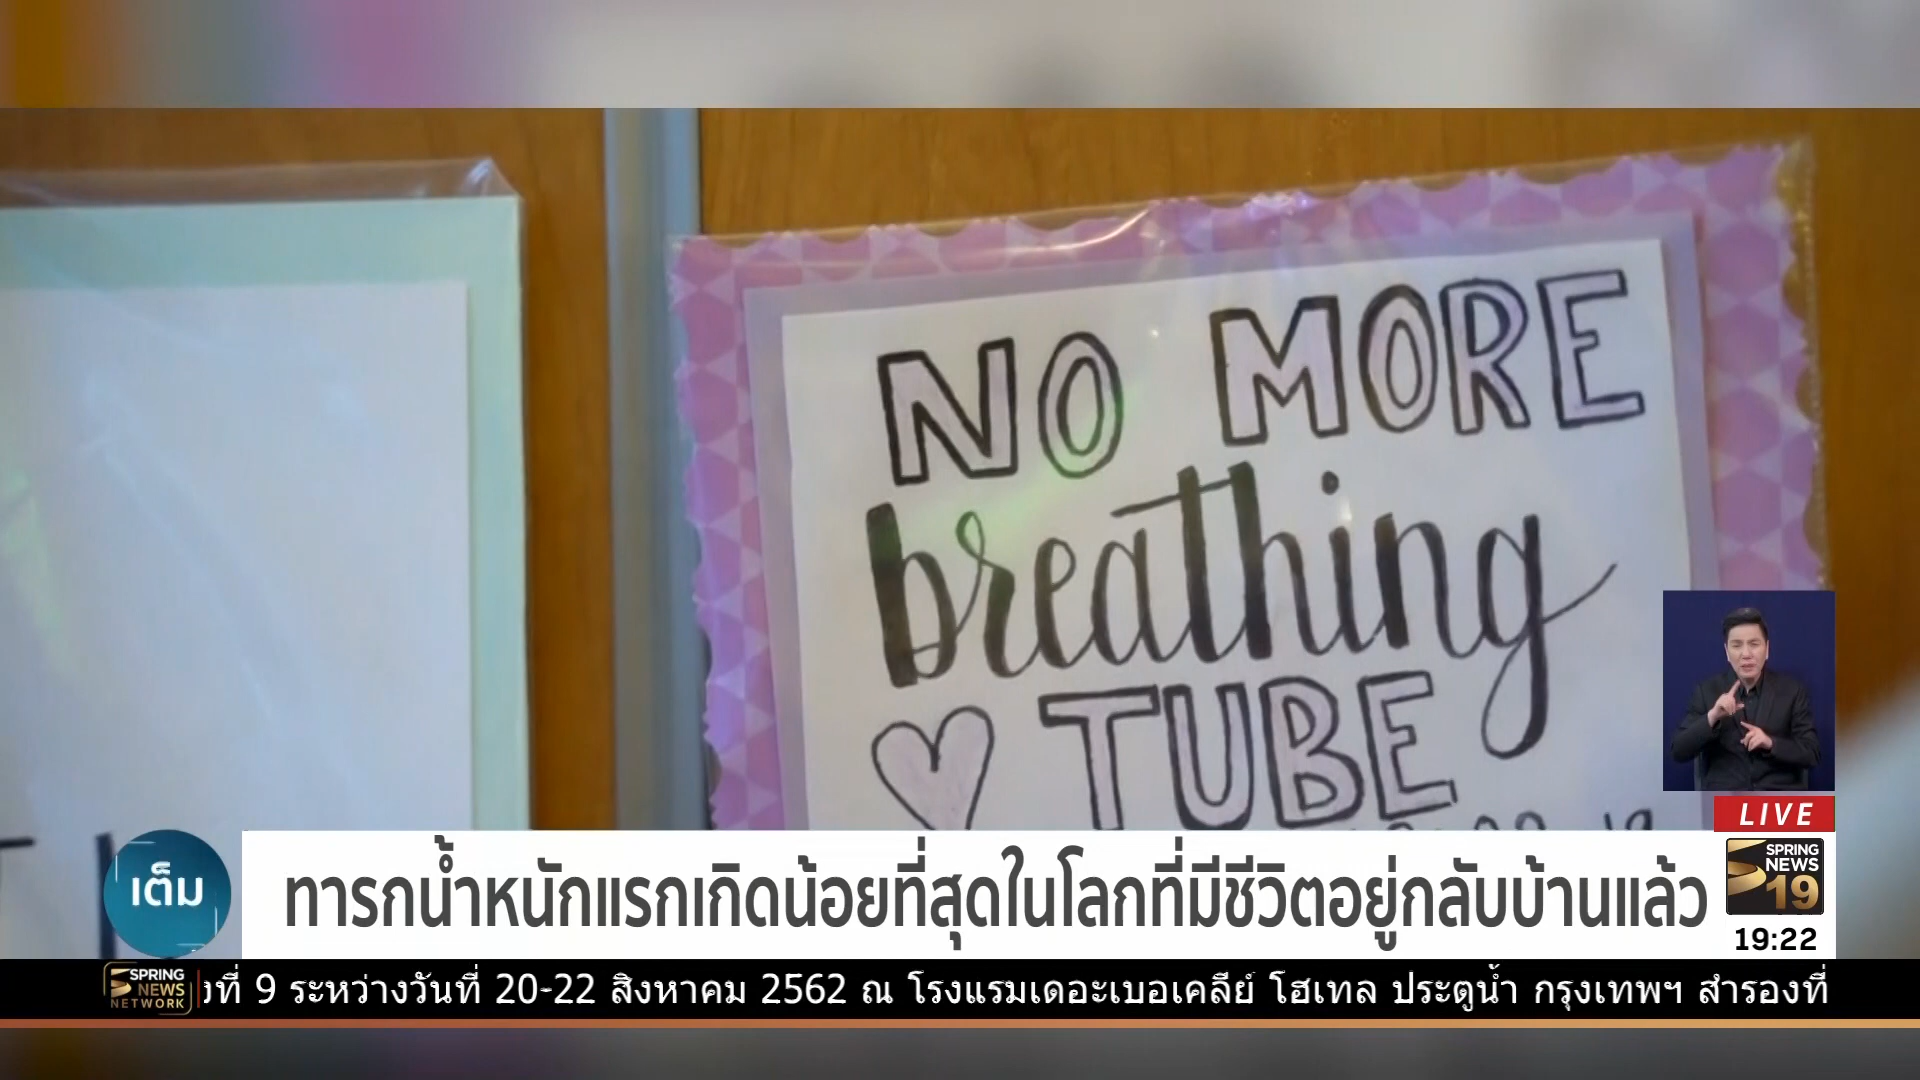 NO MORE
breathing
TUBE
LIVE
เต็ม
ทารกน้ำหนักแรกเกิดน้อยที่สุดในโลกที่มีชีวิตอยู่กลับบ้านแล้ว
SPRING
NEWS
19
19:22
SPRING
NEWS
NETWORK
ที่ 9 ระหว่างวันที่ 20-22 สิงหาคม 2562 ณ โรงแรมเดอะเบอเคลีย์ โฮเทล ประตูน้ำ กรุงเทพฯ สำรองที่